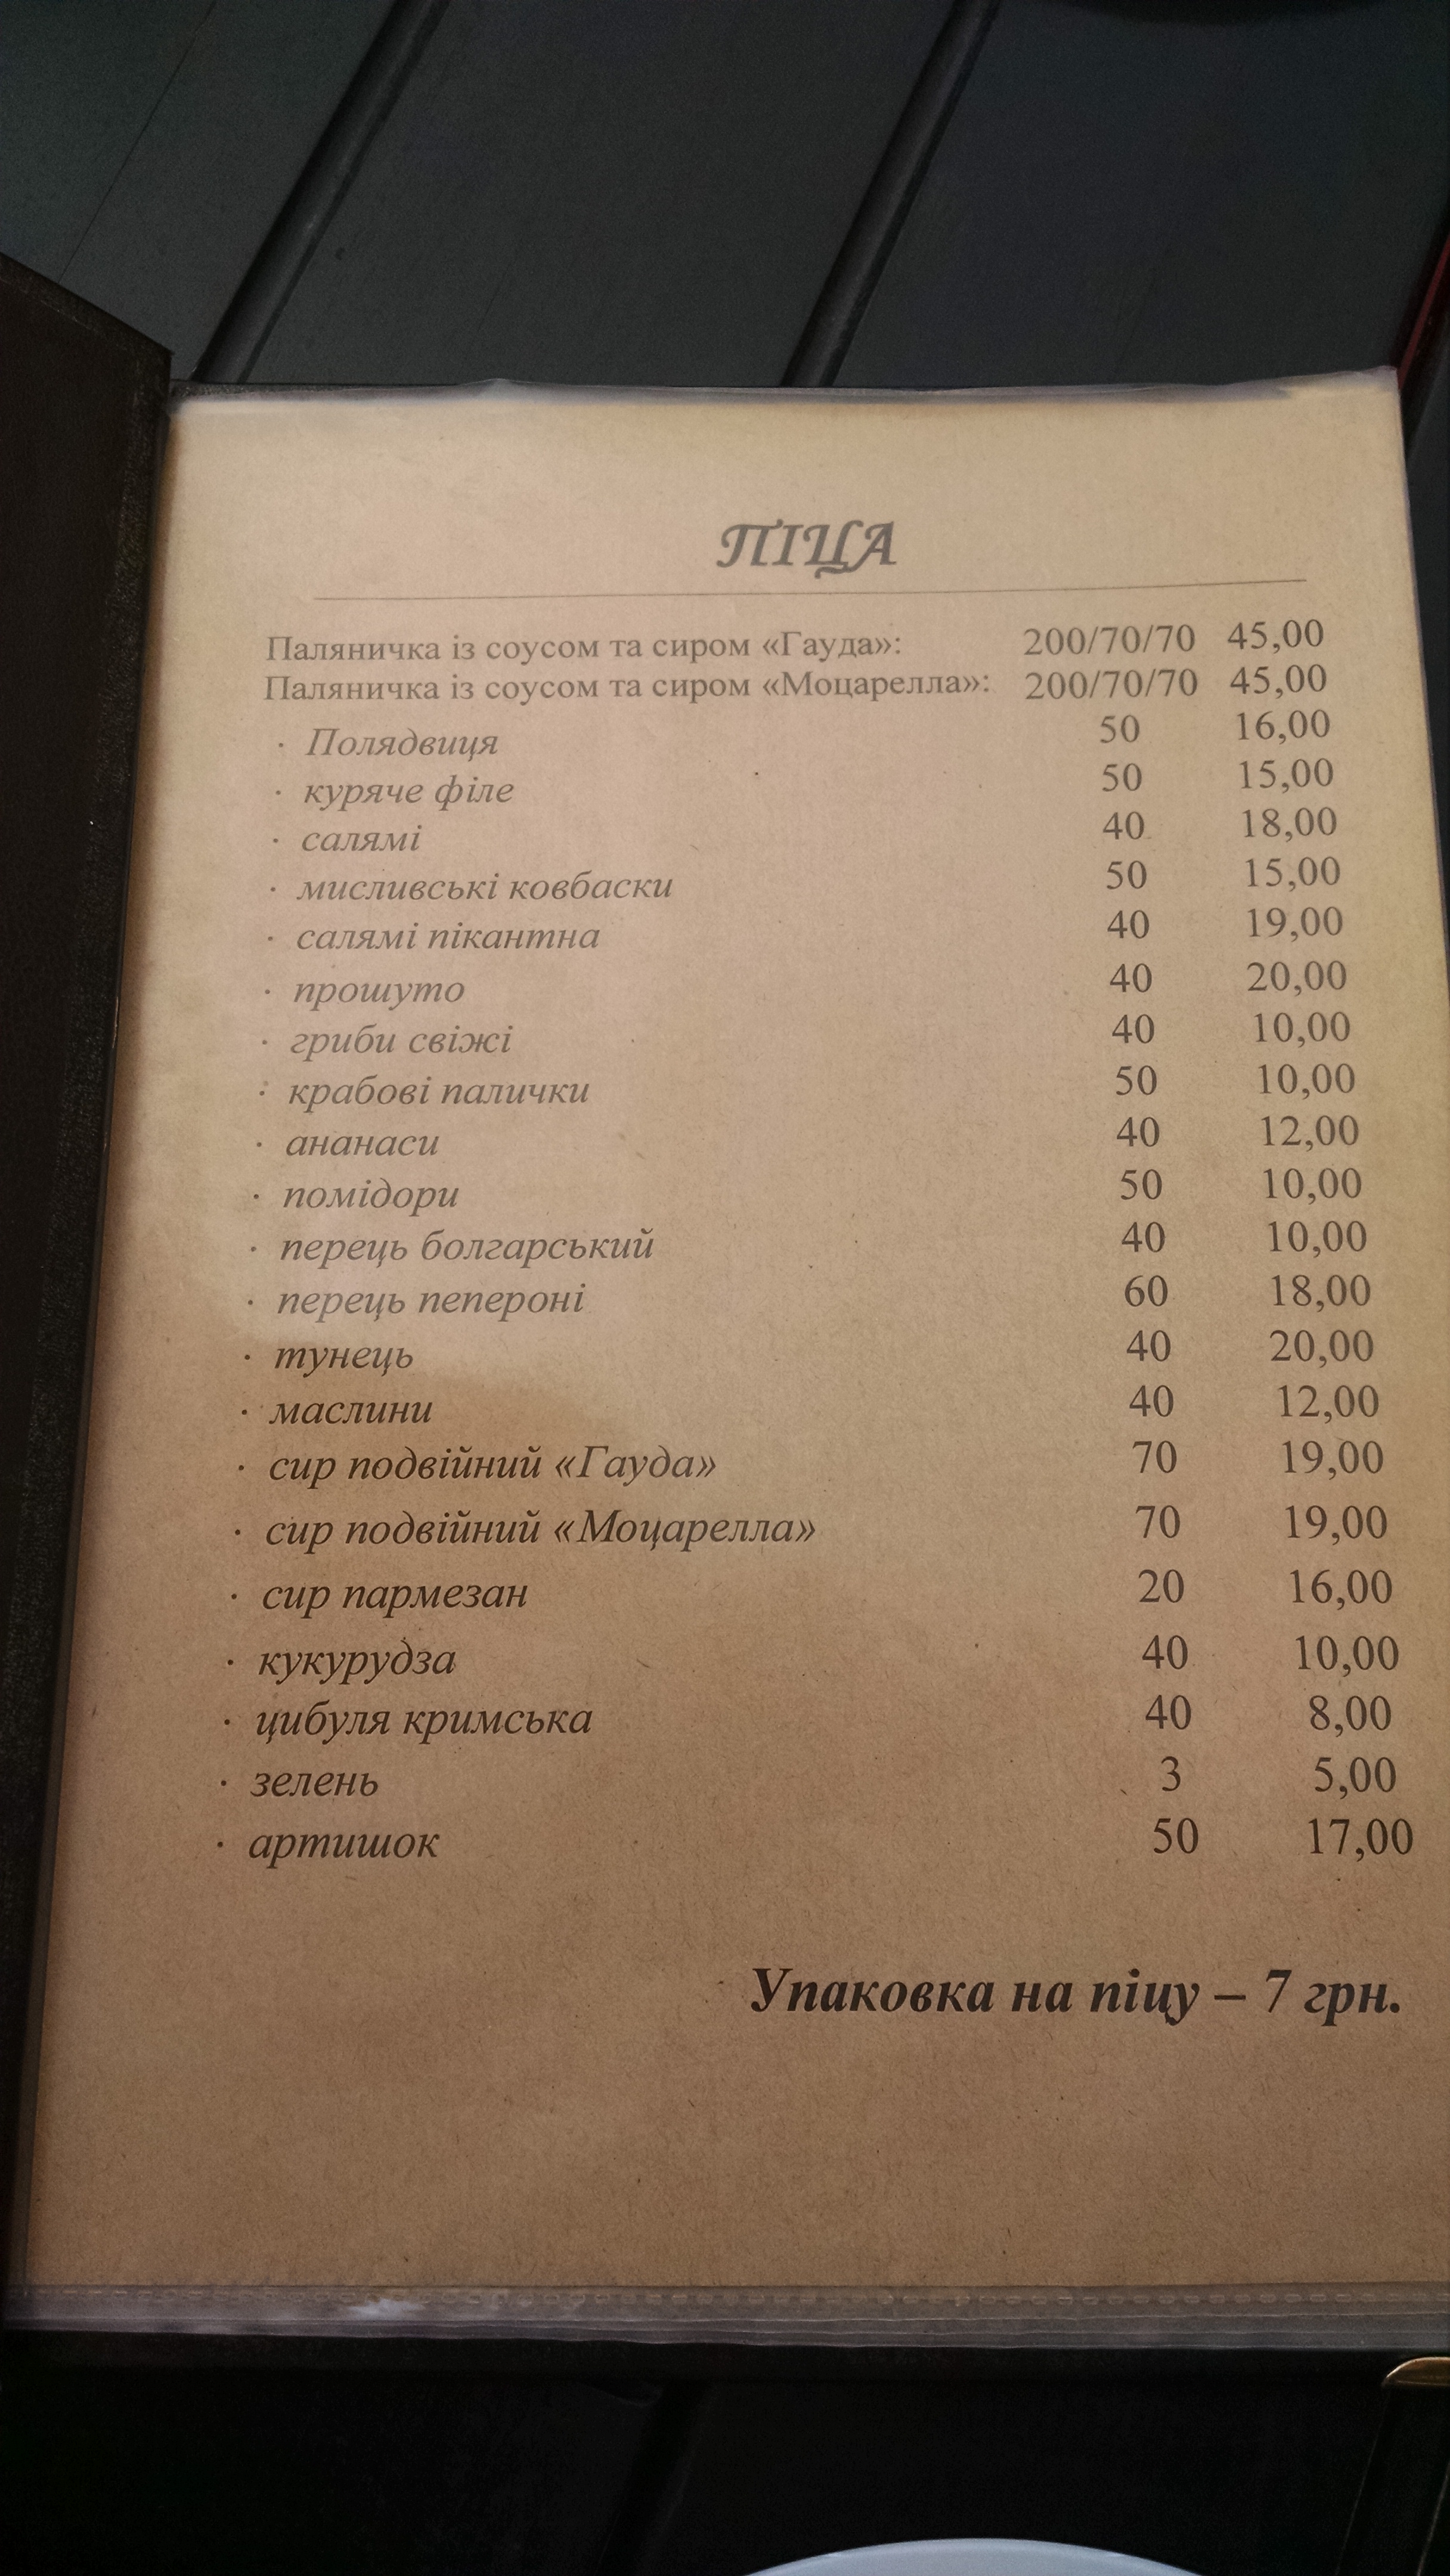 ПІЦА
Паляничка із соусом та сиром «Гауда»: 200/70/70 45,00
Паляничка із соусом та сиром «Моцарелла»: 200/70/70 45,00
· Полядвиця 50 16,00
· куряче філе 50 15,00
· салямі 40 18,00
· мисливські ковбаски 50 15,00
· салямі пікантна 40 19,00
· прошуто 40 20,00
· гриби свіжі 40 10,00
· крабові палички 50 10,00
· ананаси 40 12,00
· помідори 50 10,00
· перець болгарський 40 10,00
· перець пепероні 60 18,00
· тунець 40 20,00
· маслини 40 12,00
· сир подвійний «Гауда» 70 19,00
· сир подвійний «Моцарелла» 70 19,00
· сир пармезан 20 16,00
· кукурудза 40 10,00
· цибуля кримська 40 8,00
· зелень 3 5,00
· артишок 50 17,00
Упаковка на піцу – 7 грн.